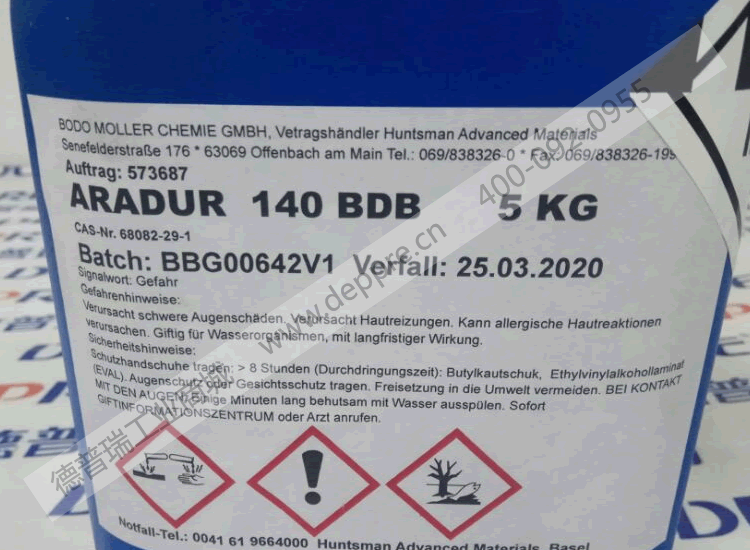 BODO MOLLER CHEMIE GMBH, Vetragshändler Huntsman Advanced Materials
Senefelderstraße 176 * 63069 Offenbach am Main Tel.: 069/838326-0 * Fax. 069/838326-199
Auftrag: 573687
ARADUR 140 BDB 5 KG
CAS-Nr. 68082-29-1
Batch: BBG00642V1 Verfall: 25.03.2020
Signalwort: Gefahr
Gefahrenhinweise:
Verursacht schwere Augenschäden. Verursacht Hautreizungen. Kann allergische Hautreaktionen
verursachen. Giftig für Wasserorganismen, mit langfristiger Wirkung.
Sicherheitshinweise:
Schutzhandschuhe tragen: > 8 Stunden (Durchdringungszeit): Butylkautschuk, Ethylvinylalkohollaminat
(EVAL). Augenschutz oder Gesichtsschutz tragen. Freisetzung in die Umwelt vermeiden. BEI KONTAKT
MIT DEN AUGEN: Einige Minuten lang behutsam mit Wasser ausspülen. Sofort
GIFTINFORMATIONSZENTRUM oder Arzt anrufen.
Notfall-Tel.: 0041 61 9664000 Huntsman Advanced Materials, Basel
德普瑞工业商城 www.deppre.cn 400-092-0955